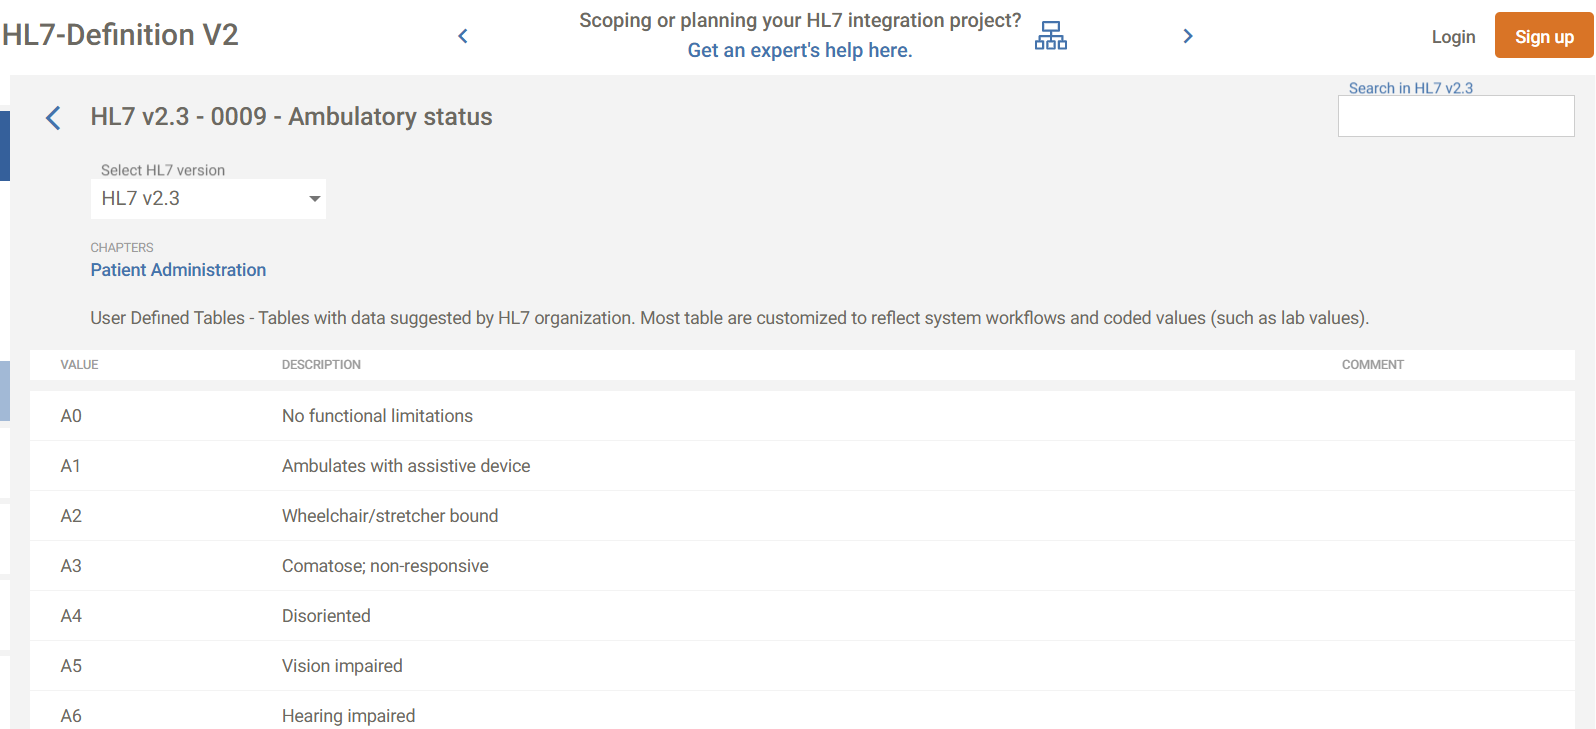 HL7-Definition V2
Scoping or planning your HL7 integration project?
Get an expert's help here.
Login
Sign up
HL7 v2.3 - 0009 - Ambulatory status
Search in HL7 v2.3
Select HL7 version
HL7 v2.3
CHAPTERS
Patient Administration
User Defined Tables - Tables with data suggested by HL7 organization. Most table are customized to reflect system workflows and coded values (such as lab values).
VALUE DESCRIPTION COMMENT
A0 No functional limitations
A1 Ambulates with assistive device
A2 Wheelchair/stretcher bound
A3 Comatose; non-responsive
A4 Disoriented
A5 Vision impaired
A6 Hearing impaired